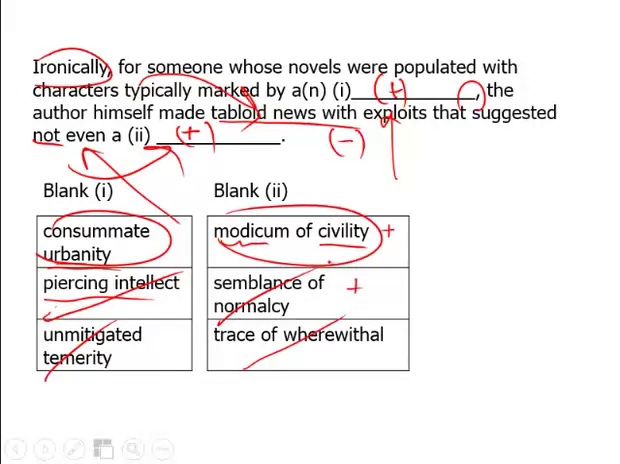 Ironically, for someone whose novels were populated with
characters typically marked by a(n) (i)____________, the
(+)
author himself made tabloid news with exploits that suggested
not even a (ii) ____________.
(+)
(-)
Blank (i) Blank (ii)
consummate
urbanity
modicum of civility +
piercing intellect
semblance of
normalcy +
unmitigated
temerity
trace of wherewithal